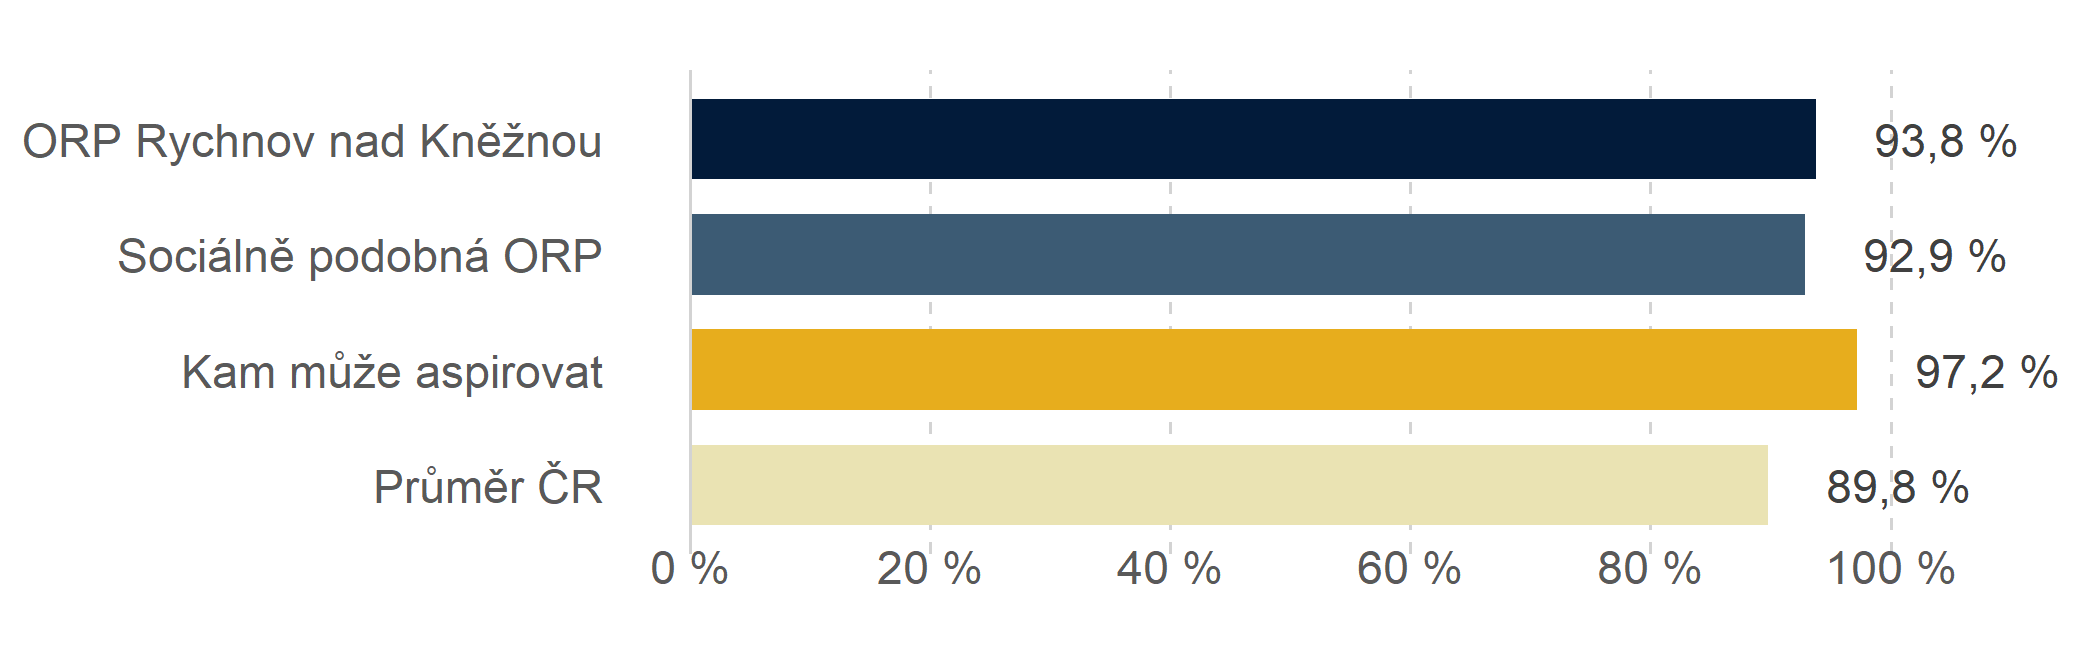 ORP Rychnov nad Kněžnou 93,8 %
Sociálně podobná ORP 92,9 %
Kam může aspirovat 97,2 %
Průměr ČR 89,8 %
0 % 20 % 40 % 60 % 80 % 100 %